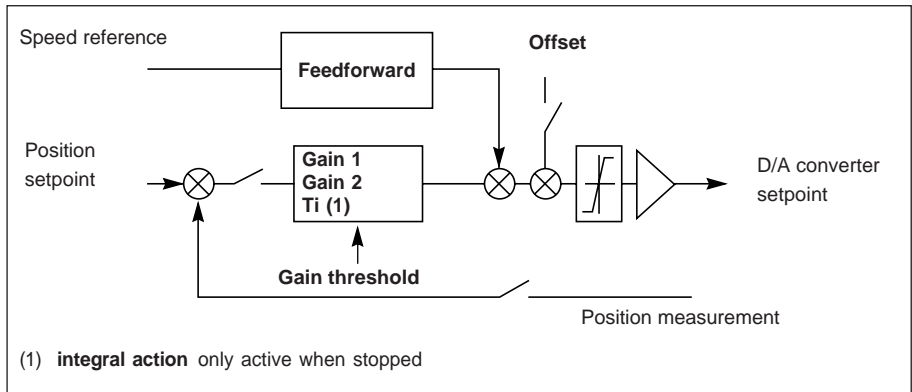 Speed reference
Offset
Feedforward
Position
setpoint
Gain 1
Gain 2
Ti (1)
D/A converter
setpoint
Gain threshold
Position measurement
(1) integral action only active when stopped